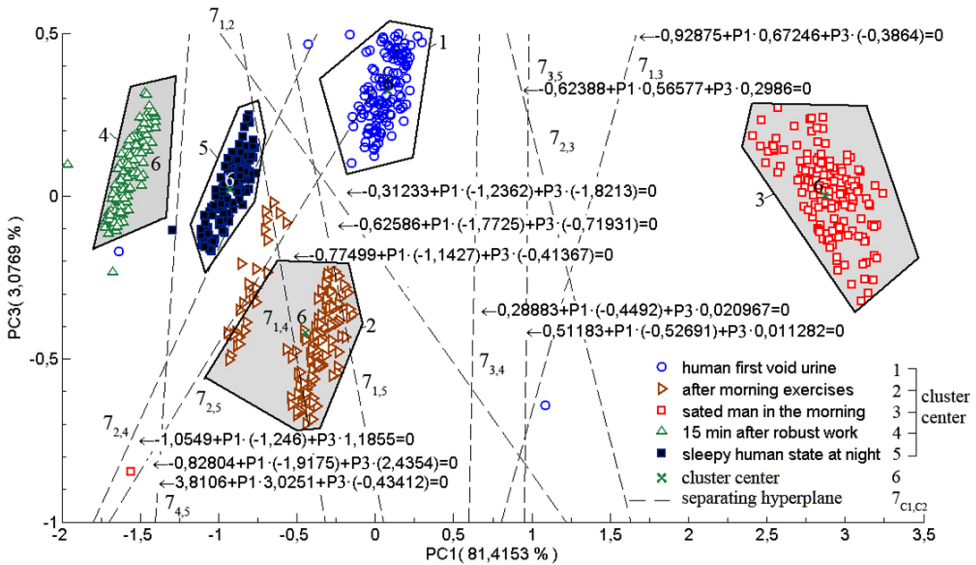 7₁,₂
0,5
1
←-0,92875+P1·0,67246+P3·(-0,3864)=0
7₃,₅
7₁,₃
←-0,62388+P1·0,56577+P3·0,2986=0
6
4
5
7₂,₃
6
6
6
3
0
←-0,31233+P1·(-1,2362)+P3·(-1,8213)=0
←-0,62586+P1·(-1,7725)+P3·(-0,71931)=0
←-0,77499+P1·(-1,1427)+P3·(-0,41367)=0
PC3( 3,0769 %)
6
7₁,₄
2
←0,28883+P1·(-0,4492)+P3·0,020967=0
←0,51183+P1·(-0,52691)+P3·0,011282=0
-0,5
7₃,₄
7₂,₅
7₁,₅
7₂,₄
human first void urine 1
after morning exercises 2
sated man in the morning 3
15 min after robust work 4
sleepy human state at night 5
cluster center
cluster center 6
separating hyperplane 7C1,C2
←-1,0549+P1·(-1,246)+P3·1,1855=0
←-0,82804+P1·(-1,9175)+P3·(2,4354)=0
←3,8106+P1·3,0251+P3·(-0,43412)=0
7₄,₅
-1
-2 -1,5 -1 -0,5 0 0,5 1 1,5 2 2,5 3 3,5
PC1( 81,4153 %)